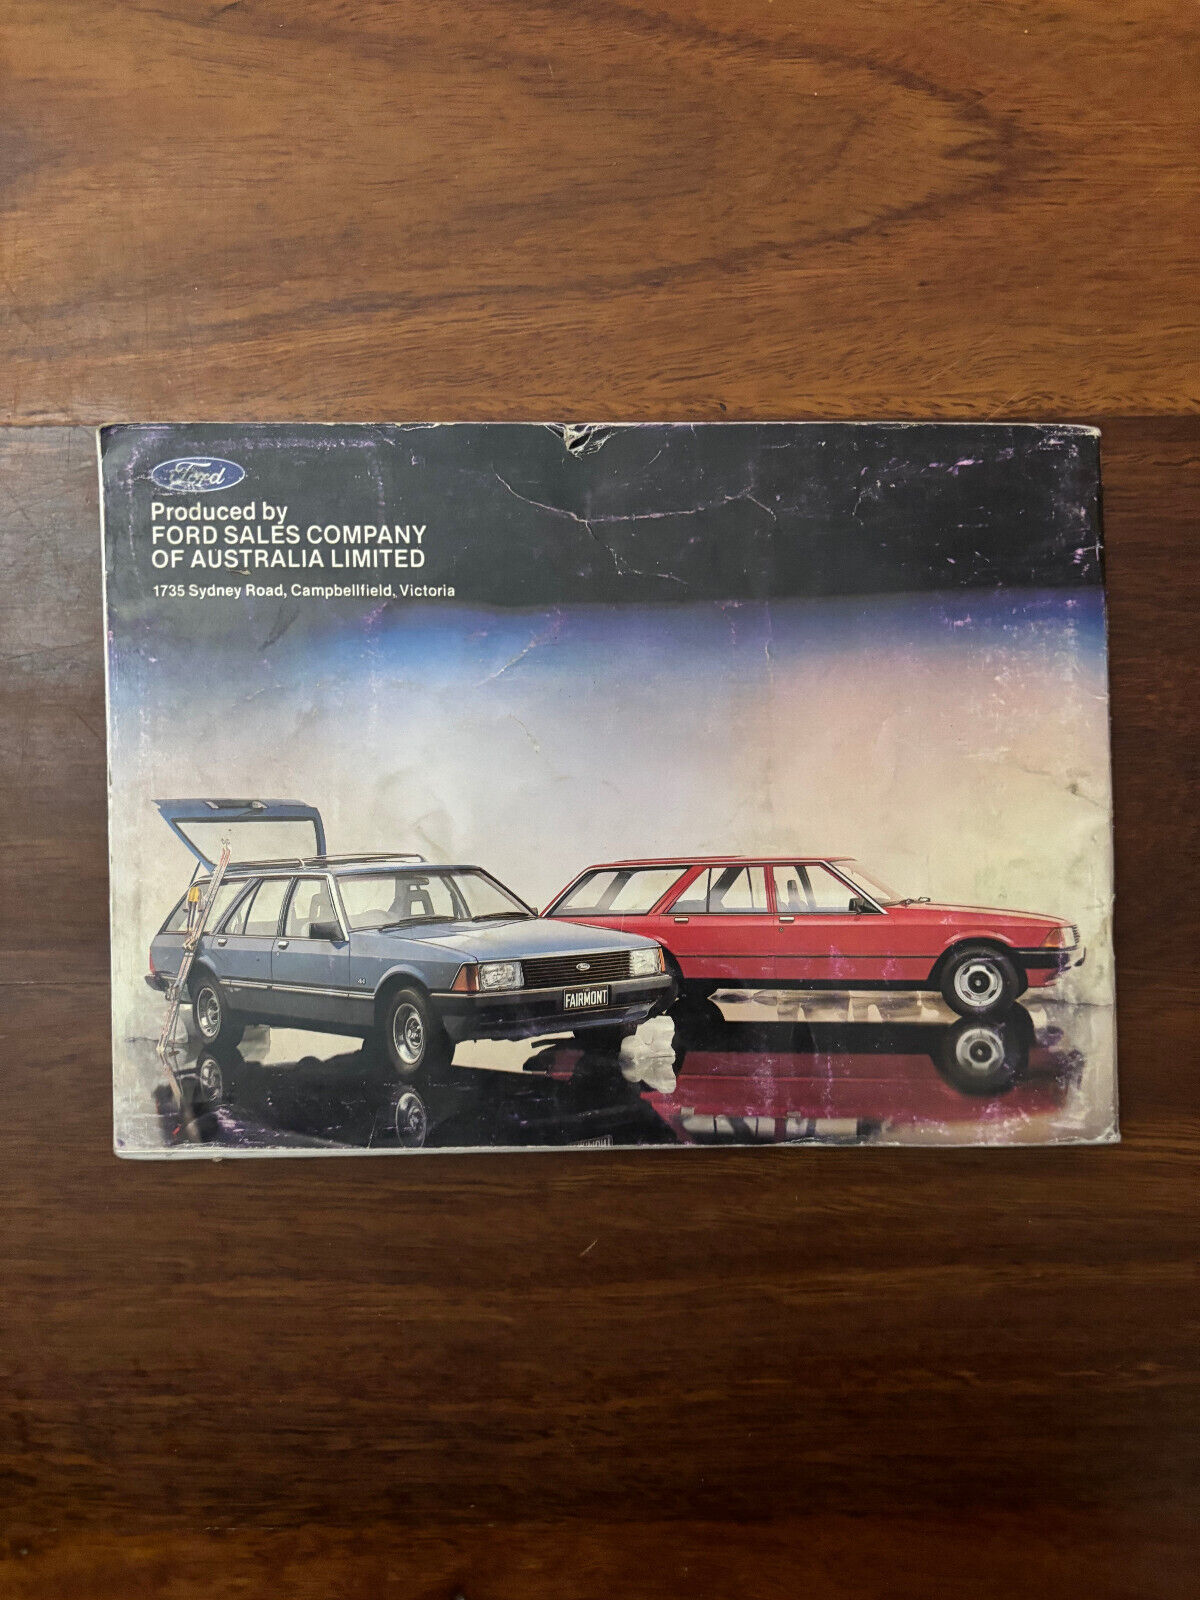 Ford
Produced by
FORD SALES COMPANY
OF AUSTRALIA LIMITED
1735 Sydney Road, Campbellfield, Victoria
FAIRMONT